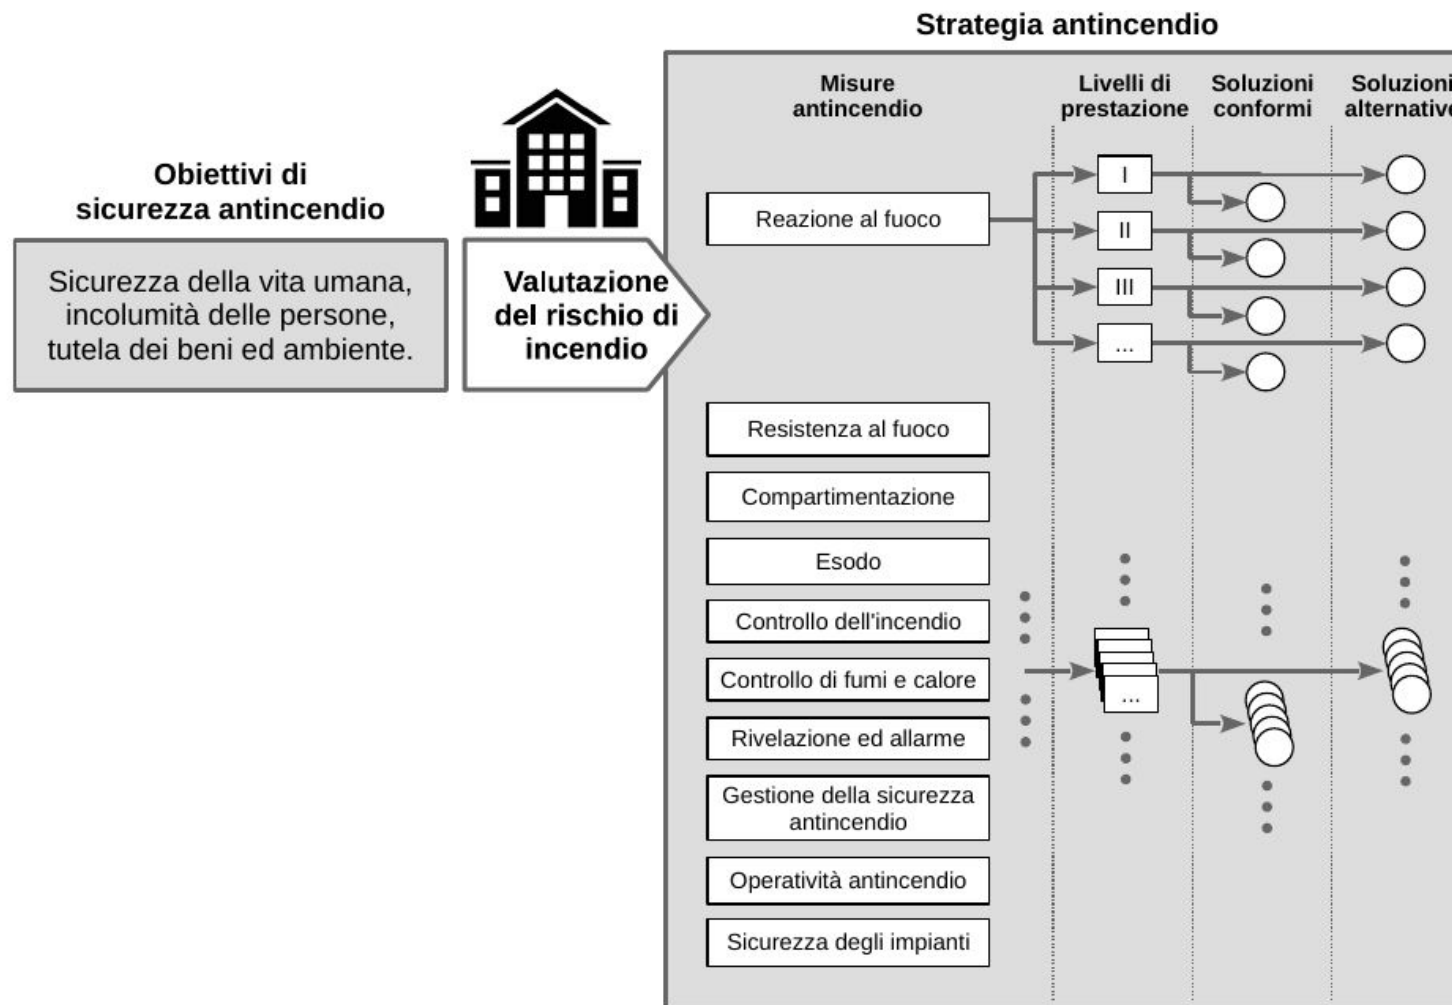 Strategia antincendio
Misure
antincendio
Livelli di
prestazione
Soluzioni
conformi
Soluzioni
Obiettivi di
sicurezza antincendio
Sicurezza della vita umana,
incolumità delle persone,
tutela dei beni ed ambiente.
Valutazione
del rischio di
incendio
Reazione al fuoco
I
II
III
...
Resistenza al fuoco
Compartimentazione
Esodo
Controllo dell'incendio
Controllo di fumi e calore
...
Rivelazione ed allarme
Gestione della sicurezza
antincendio
Operatività antincendio
Sicurezza degli impianti